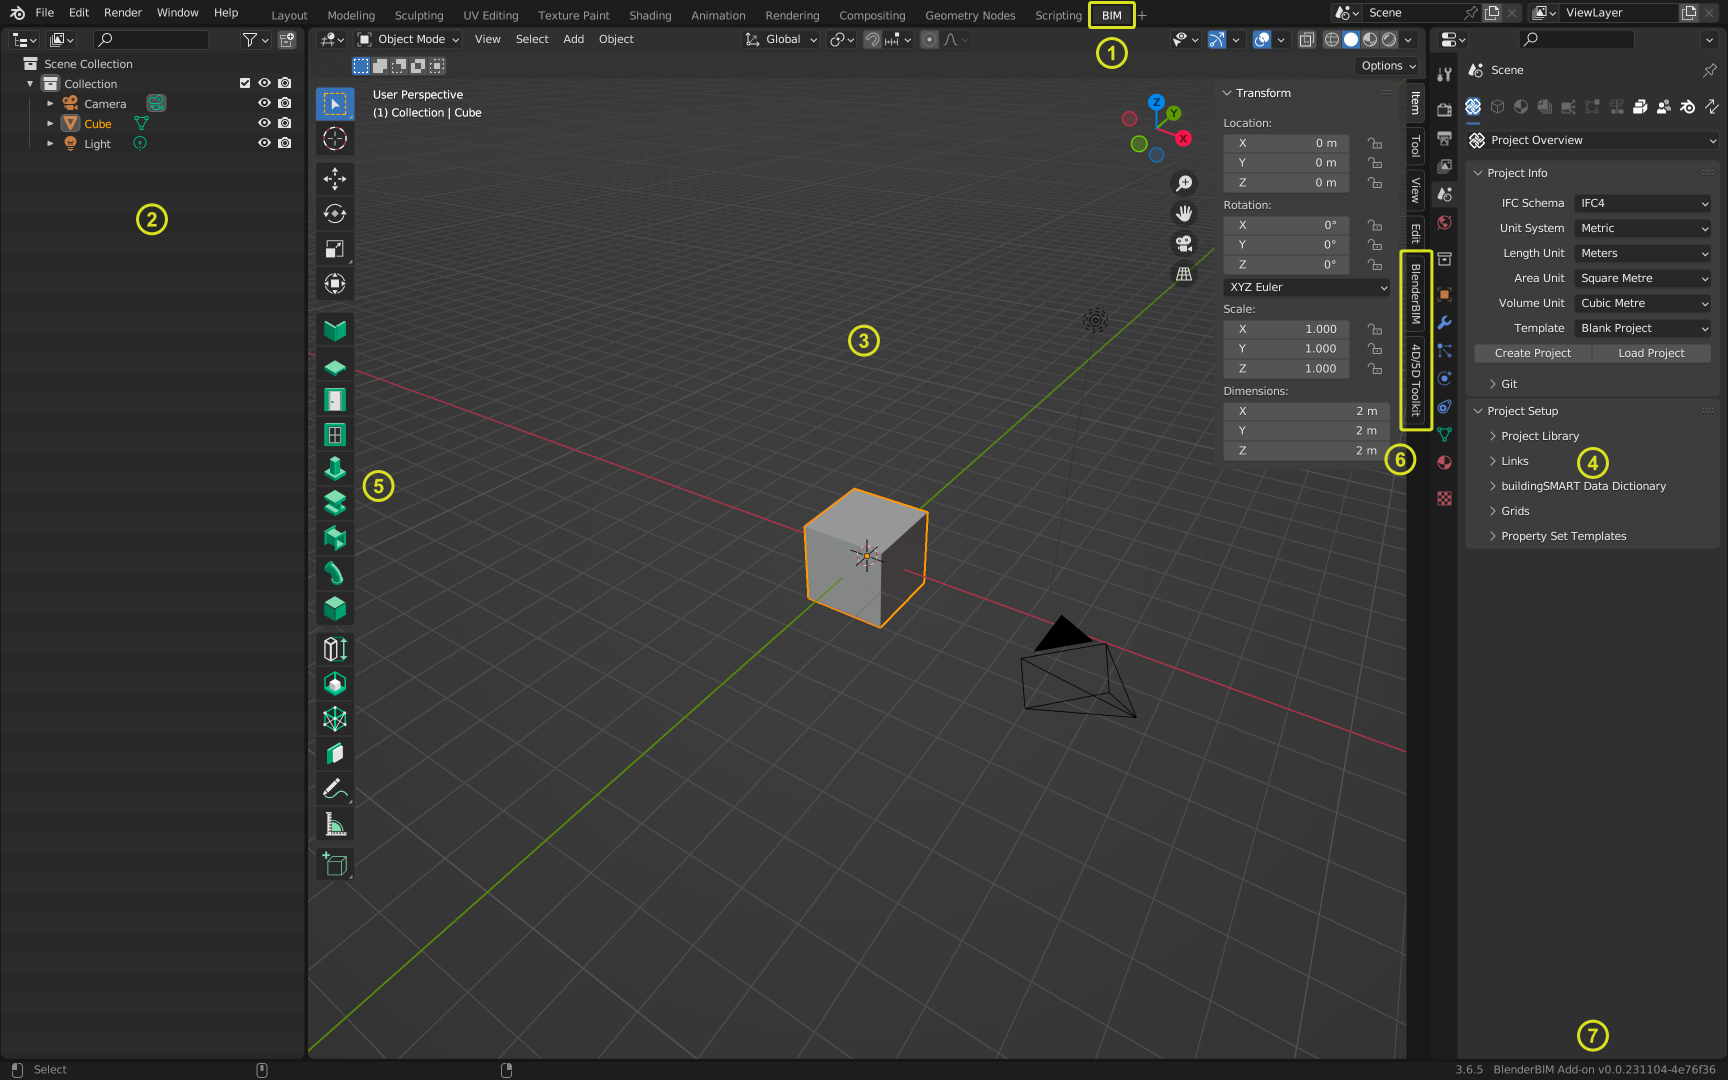 File Edit Render Window Help Layout Modeling Sculpting UV Editing Texture Paint Shading Animation Rendering Compositing Geometry Nodes Scripting BIM + Scene ViewLayer
Object Mode View Select Add Object Global
1
Options
Scene Collection
Collection
Camera
Cube
Light
2
User Perspective
(1) Collection | Cube
Z
Y
X
3
5
Transform
Location:
X 0 m
Y 0 m
Z 0 m
Rotation:
X 0°
Y 0°
Z 0°
XYZ Euler
Scale:
X 1.000
Y 1.000
Z 1.000
Dimensions:
X 2 m
Y 2 m
Z 2 m
Item
Tool
View
Edit
BlenderBIM
4D/5D Toolkit
6
Scene
Project Overview
Project Info
IFC Schema IFC4
Unit System Metric
Length Unit Meters
Area Unit Square Metre
Volume Unit Cubic Metre
Template Blank Project
Create Project Load Project
Git
Project Setup
Project Library
Links
4
buildingSMART Data Dictionary
Grids
Property Set Templates
7
Select
3.6.5 BlenderBIM Add-on v0.0.231104-4e76f36